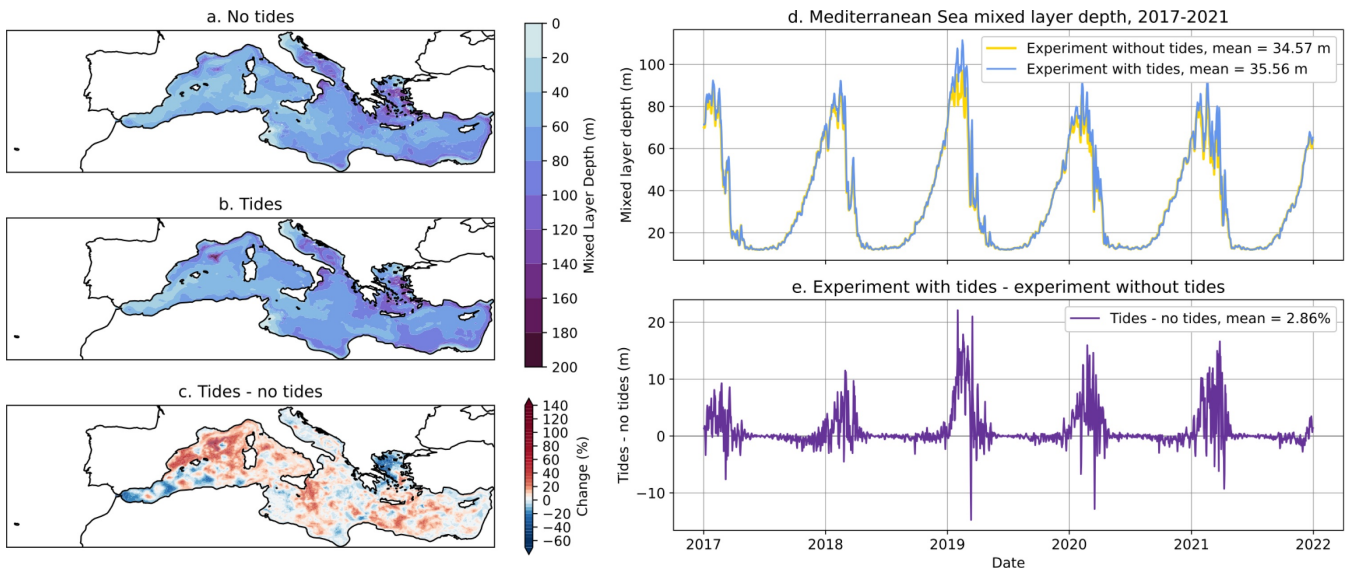 a. No tides
b. Tides
c. Tides - no tides
0
20
40
60
80
100
120
140
160
180
200
Mixed Layer Depth (m)
140
120
100
80
60
40
20
0
−20
−40
−60
Change (%)
d. Mediterranean Sea mixed layer depth, 2017-2021
Experiment without tides, mean = 34.57 m
Experiment with tides, mean = 35.56 m
100
80
60
40
20
Mixed layer depth (m)
e. Experiment with tides - experiment without tides
Tides - no tides, mean = 2.86%
20
10
0
−10
Tides - no tides (m)
2017
2018
2019
2020
2021
2022
Date